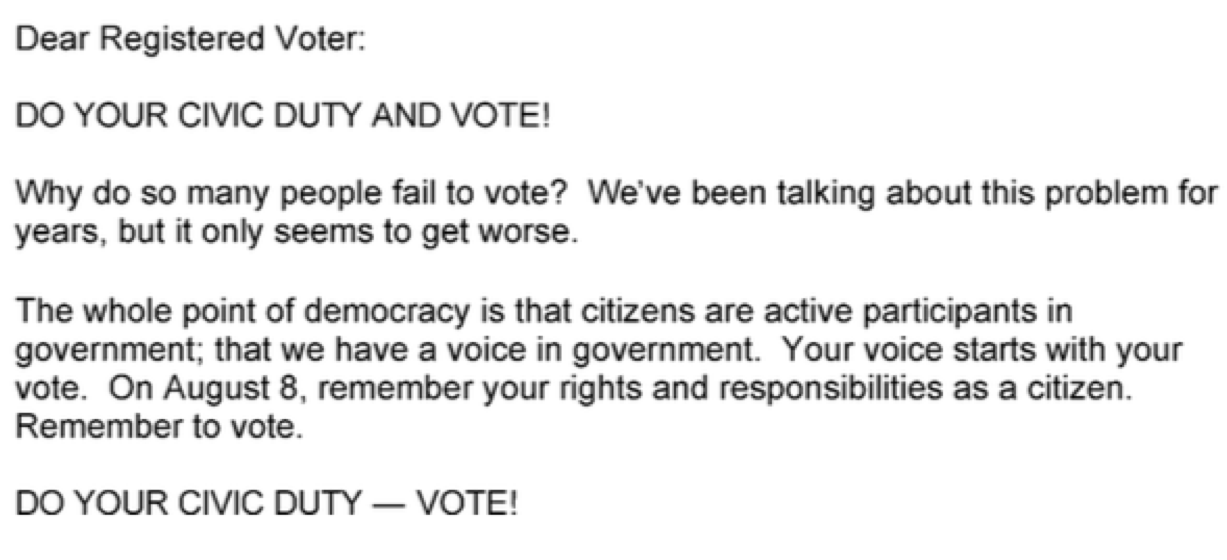 Dear Registered Voter:
DO YOUR CIVIC DUTY AND VOTE!
Why do so many people fail to vote?  We've been talking about this problem for
years, but it only seems to get worse.
The whole point of democracy is that citizens are active participants in
government; that we have a voice in government.  Your voice starts with your
vote.  On August 8, remember your rights and responsibilities as a citizen.
Remember to vote.
DO YOUR CIVIC DUTY — VOTE!